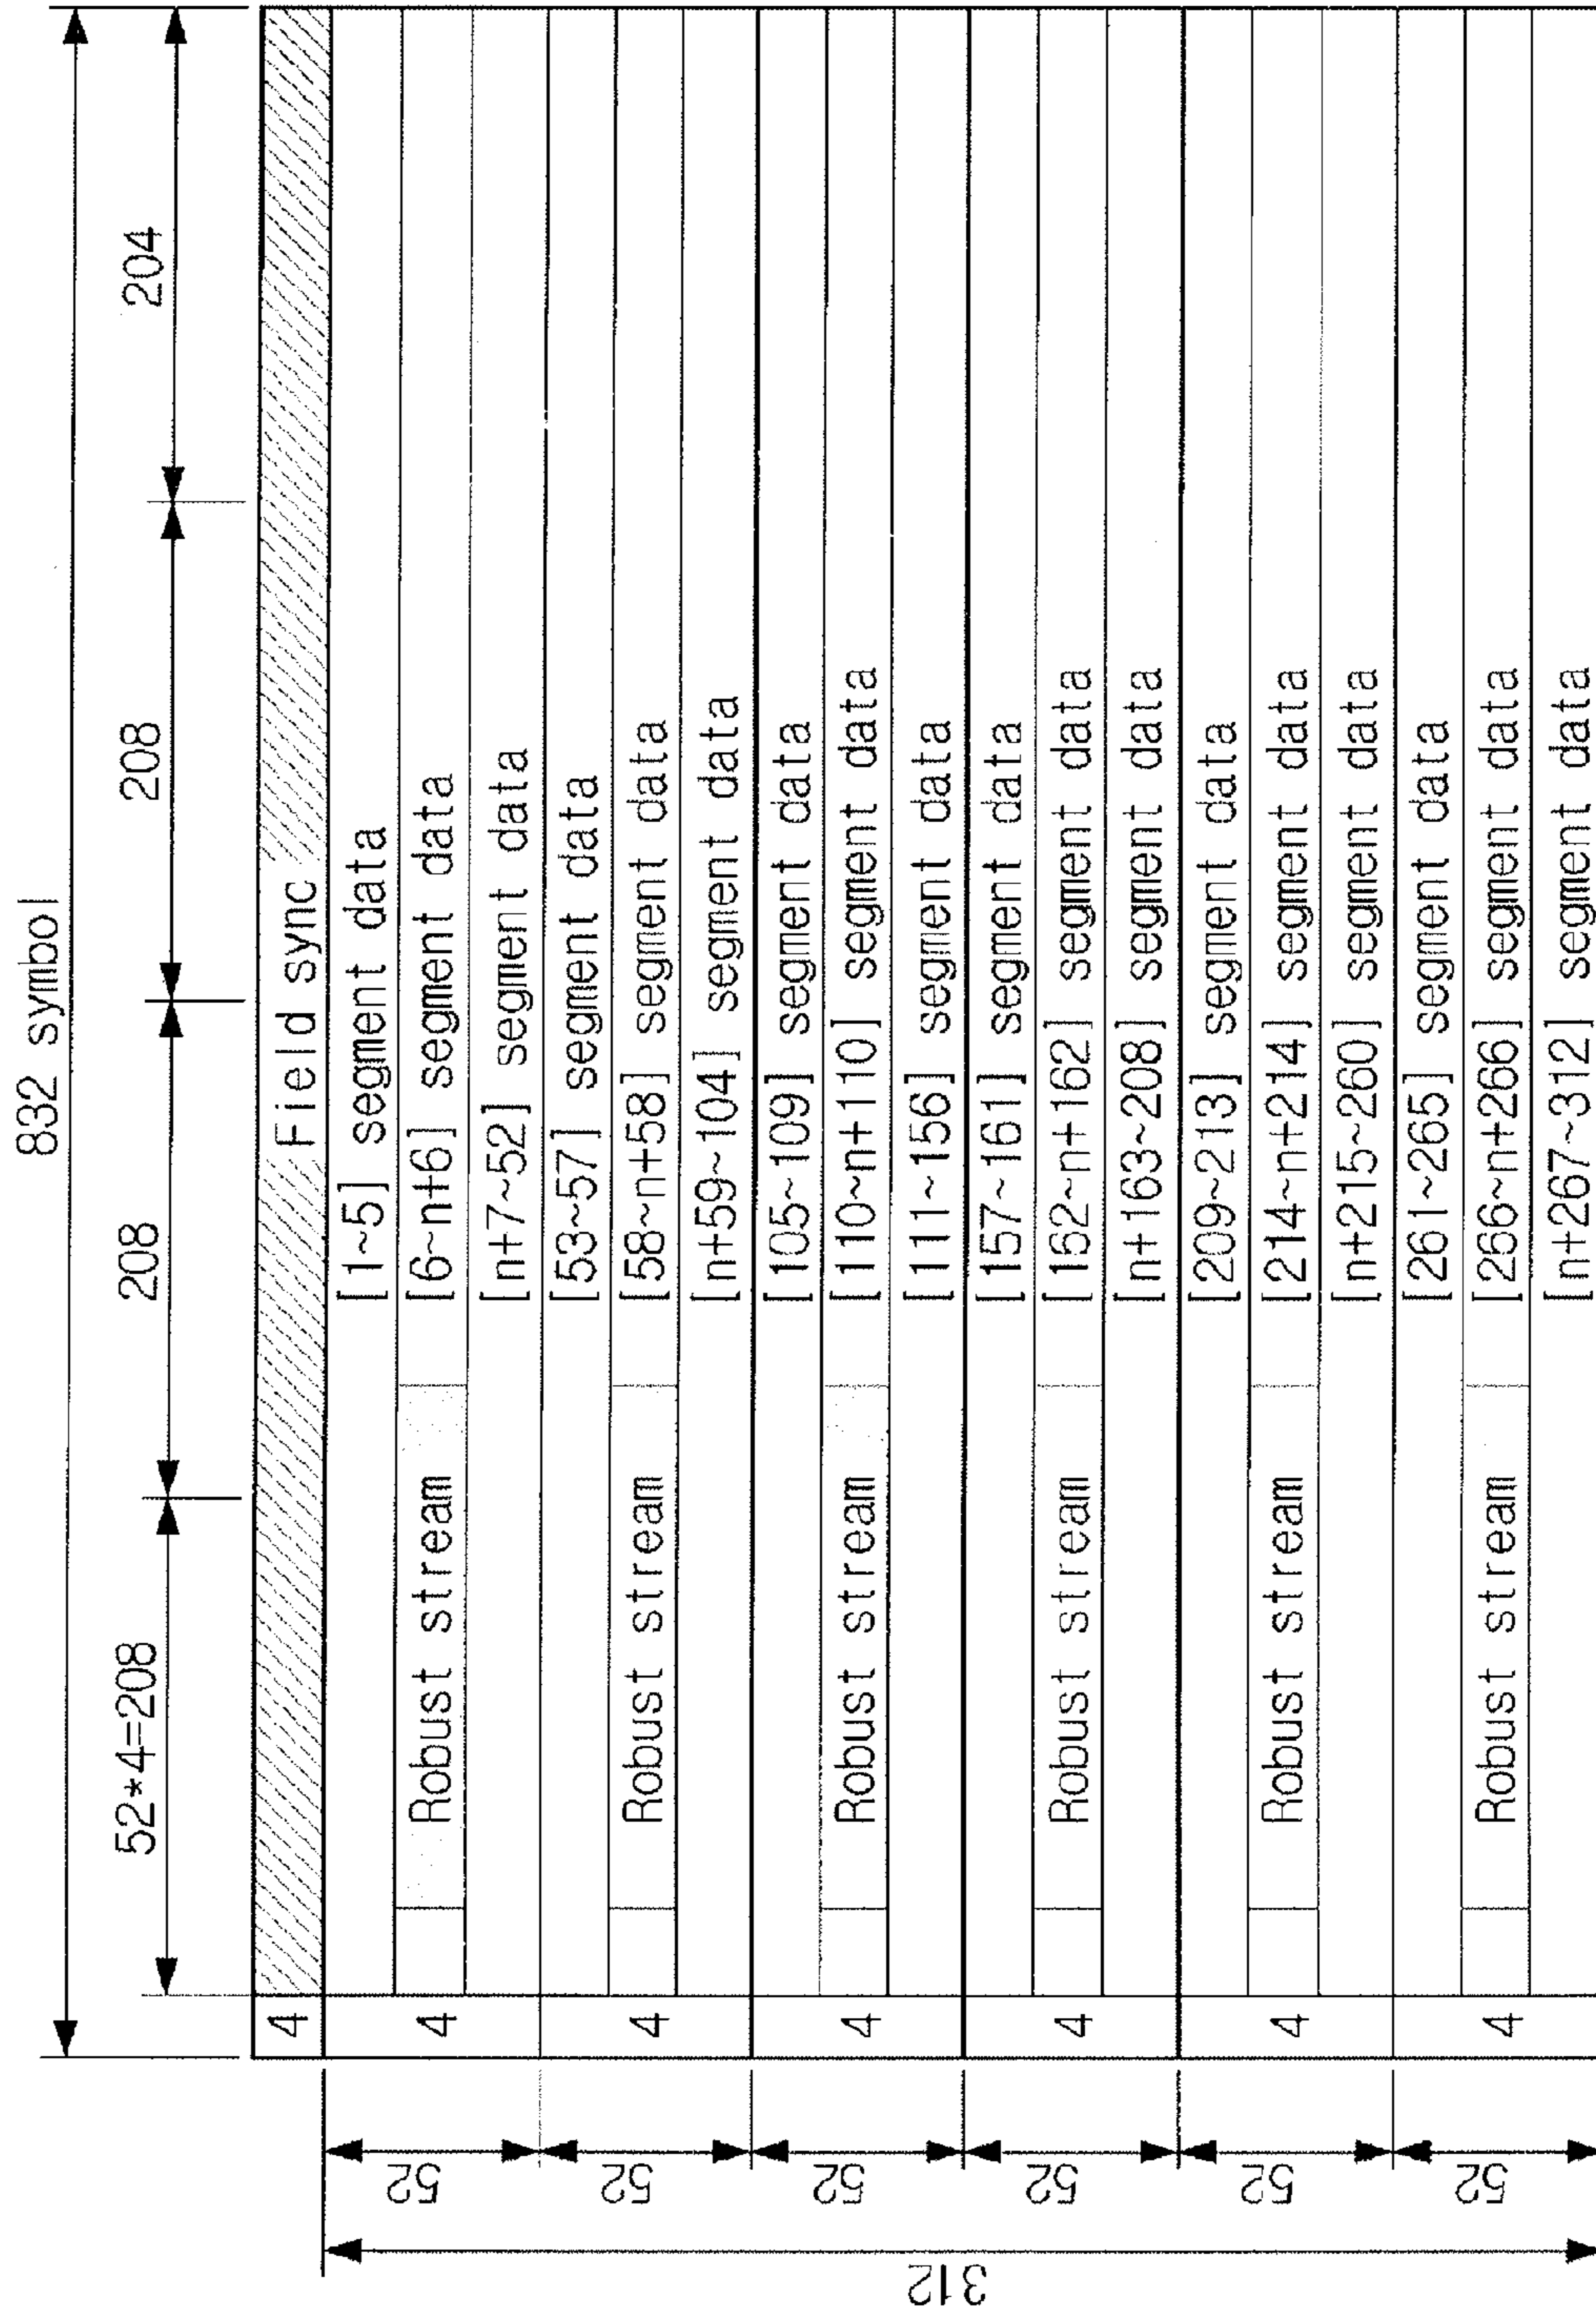 832 symbol
52*4=208
208
208
204
4
Field sync
[1~5] segment data
4
Robust stream
[6~n+6] segment data
[n+7~52] segment data
[53~57] segment data
4
Robust stream
[58~n+58] segment data
[n+59~104] segment data
[105~109] segment data
4
Robust stream
[110~n+110] segment data
[111~156] segment data
[157~161] segment data
4
Robust stream
[162~n+162] segment data
[n+163~208] segment data
[209~213] segment data
4
Robust stream
[214~n+214] segment data
[n+215~260] segment data
[261~265] segment data
4
Robust stream
[266~n+266] segment data
[n+267~312] segment data
52
52
52
52
52
52
312